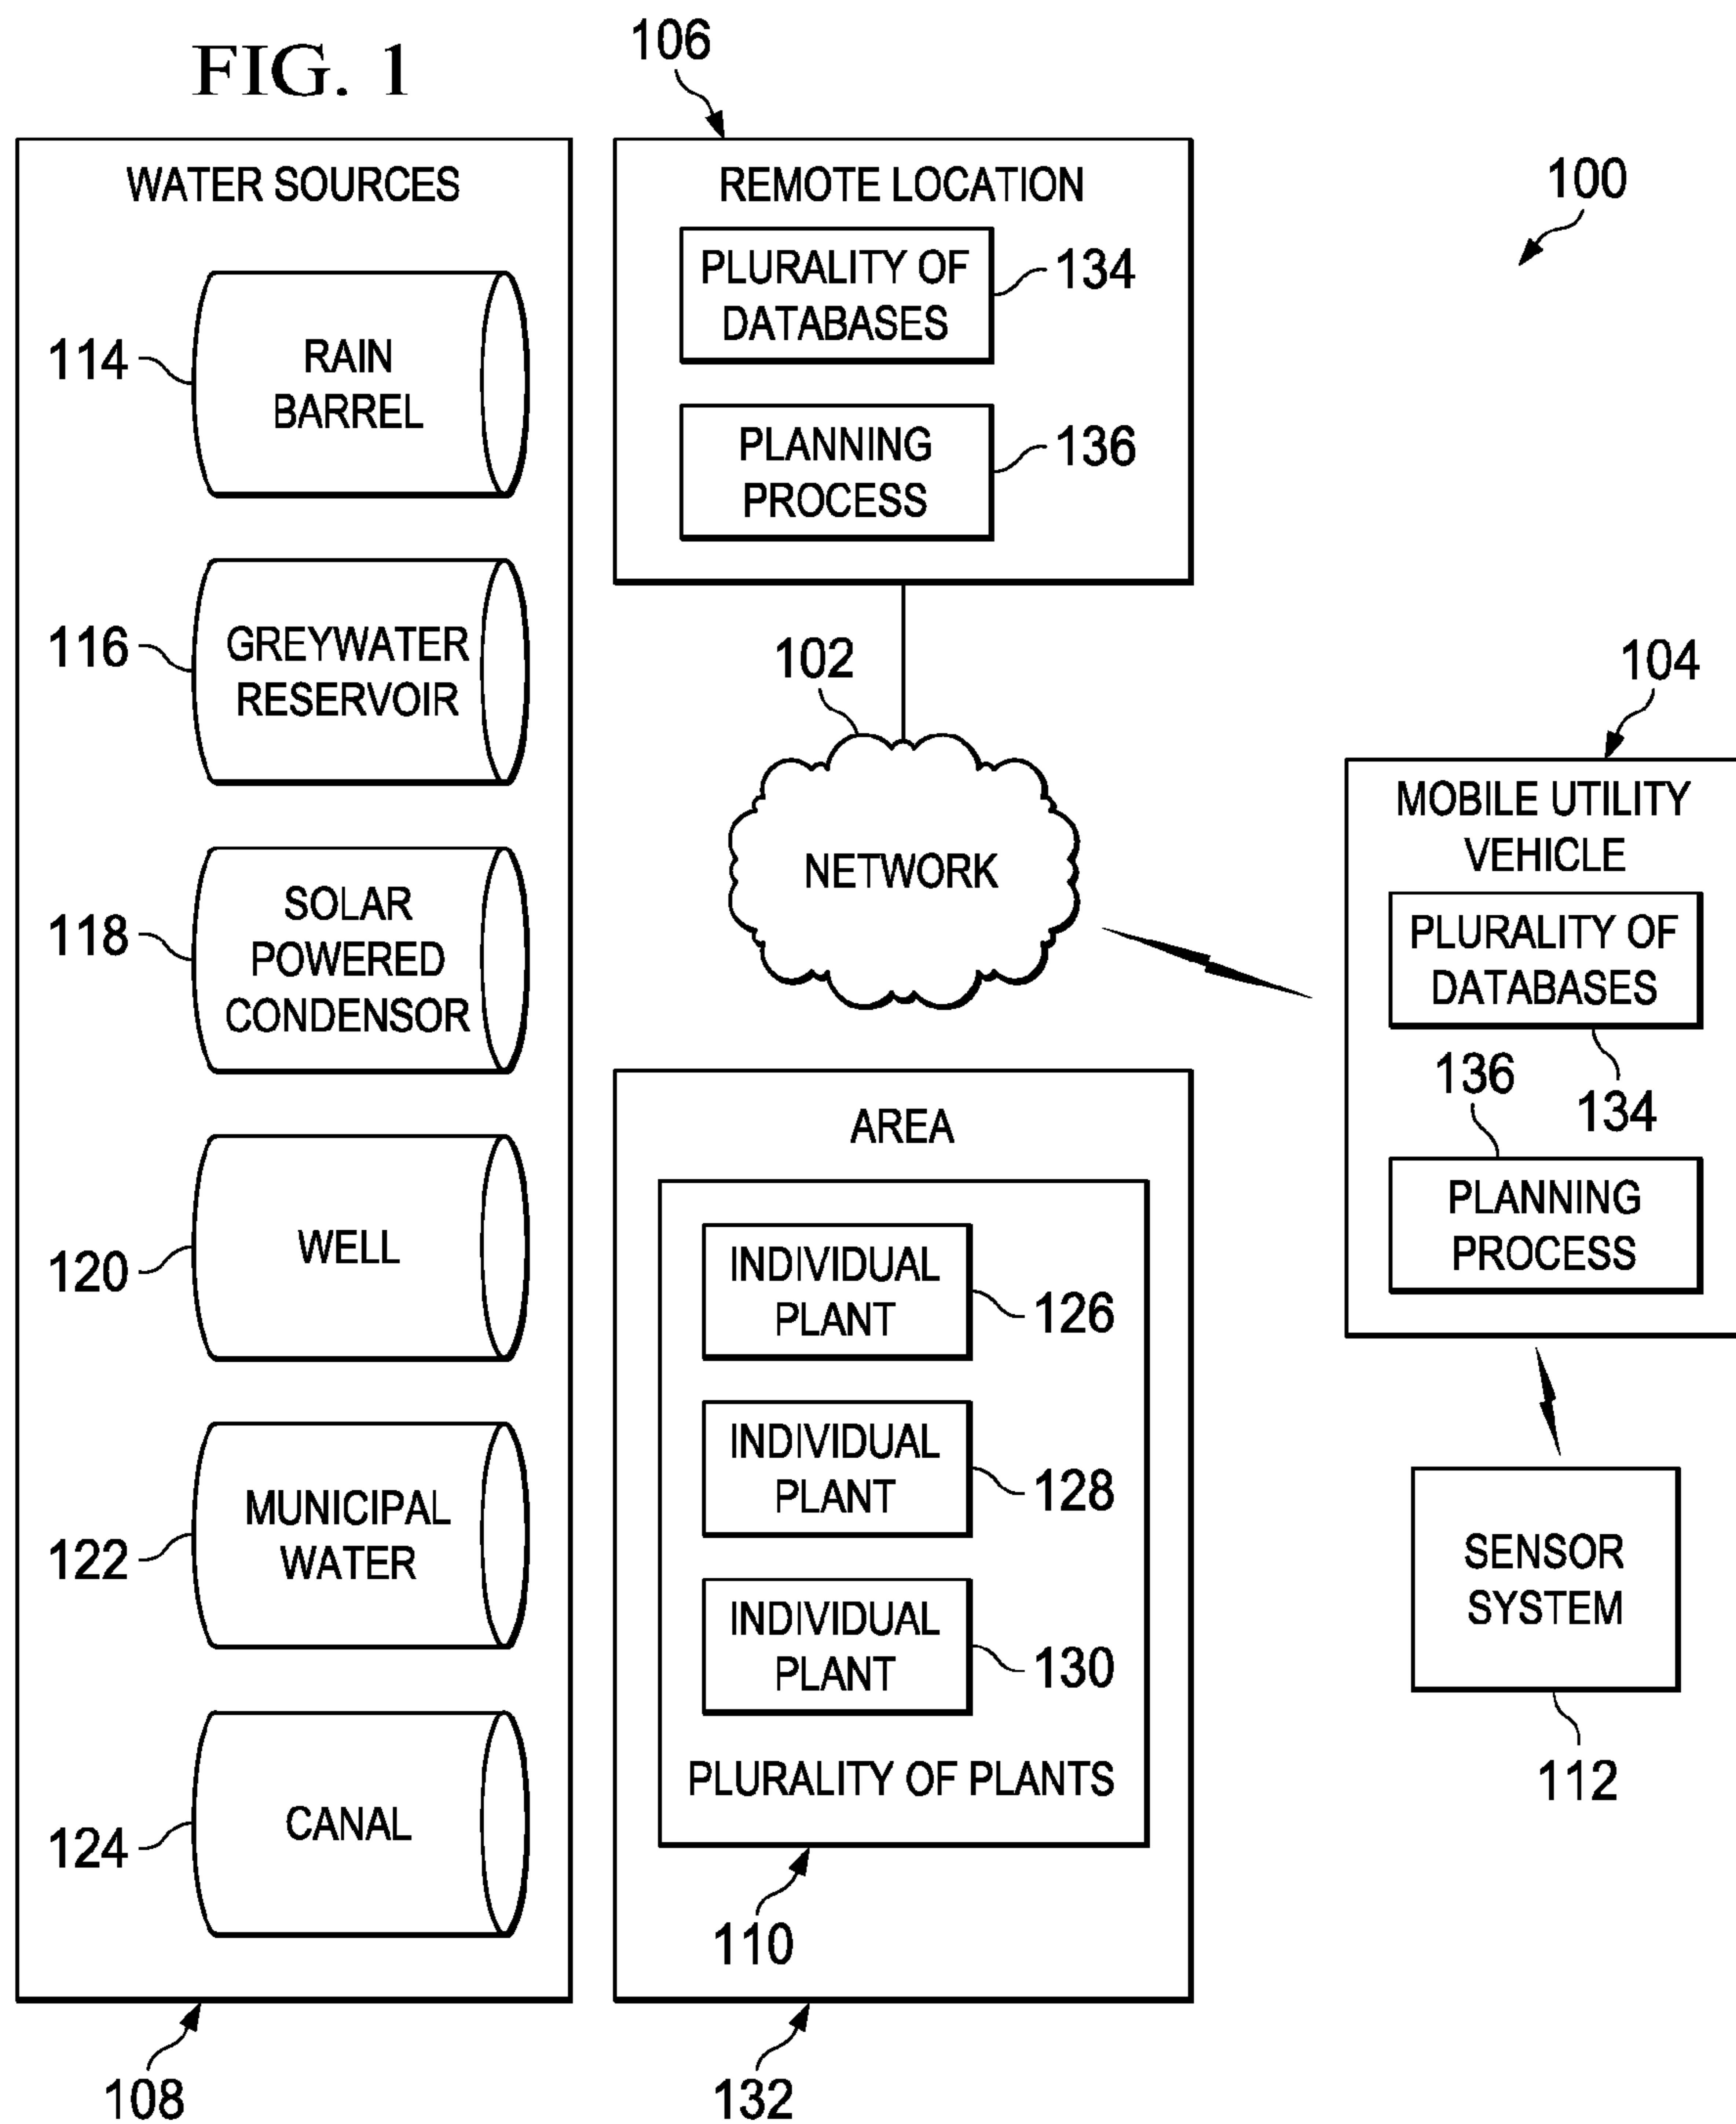 FIG. 1
WATER SOURCES
114
RAIN
BARREL
116
GREYWATER
RESERVOIR
118
SOLAR
POWERED
CONDENSOR
120
WELL
122
MUNICIPAL
WATER
124
CANAL
108
106
REMOTE LOCATION
PLURALITY OF
DATABASES
134
PLANNING
PROCESS
136
100
102
NETWORK
104
MOBILE UTILITY
VEHICLE
PLURALITY OF
DATABASES
134
136
PLANNING
PROCESS
SENSOR
SYSTEM
112
AREA
INDIVIDUAL
PLANT
126
INDIVIDUAL
PLANT
128
INDIVIDUAL
PLANT
130
PLURALITY OF PLANTS
110
132